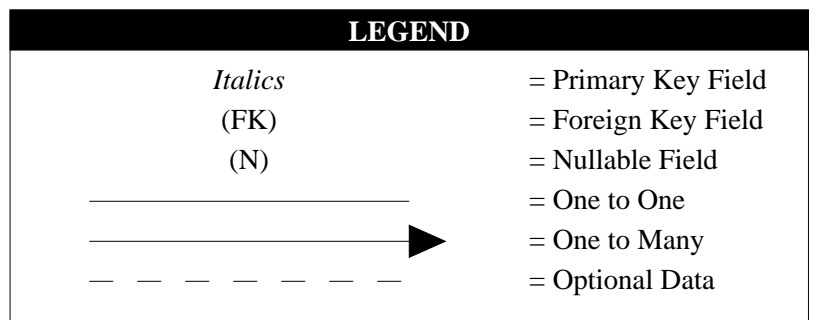 LEGEND
Italics = Primary Key Field
(FK) = Foreign Key Field
(N) = Nullable Field
= One to One
= One to Many
= Optional Data